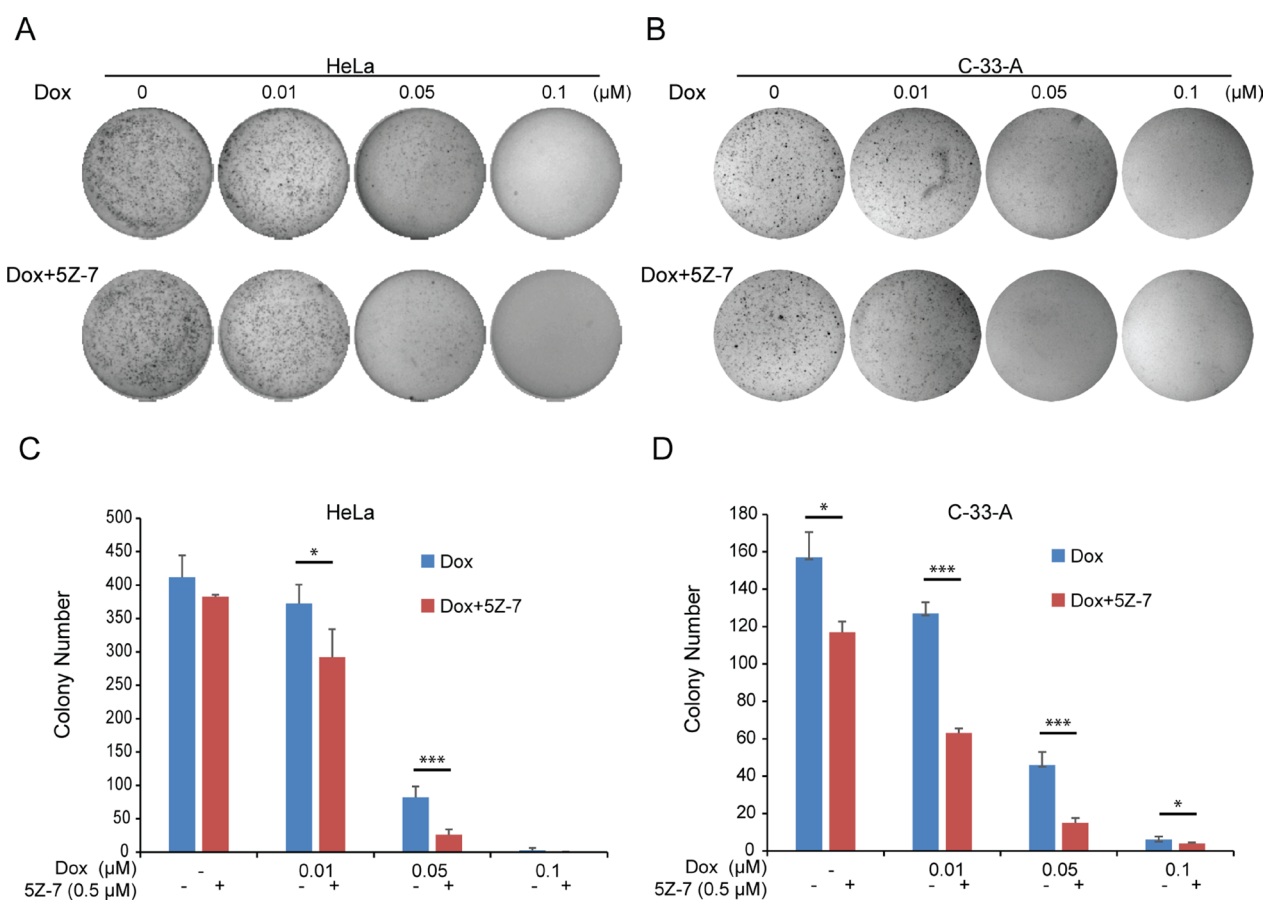 A
HeLa
Dox 0 0.01 0.05 0.1 (µM)
Dox+5Z-7
B
C-33-A
Dox 0 0.01 0.05 0.1 (µM)
Dox+5Z-7
C
HeLa
Colony Number
500
450
400
350
300
250
200
150
100
50
0
*
***
Dox
Dox+5Z-7
Dox (µM) - 0.01 0.05 0.1
5Z-7 (0.5 µM) - + - + - + - +
D
C-33-A
Colony Number
180
160
140
120
100
80
60
40
20
0
*
***
***
*
Dox
Dox+5Z-7
Dox (µM) - 0.01 0.05 0.1
5Z-7 (0.5 µM) - + - + - + - +